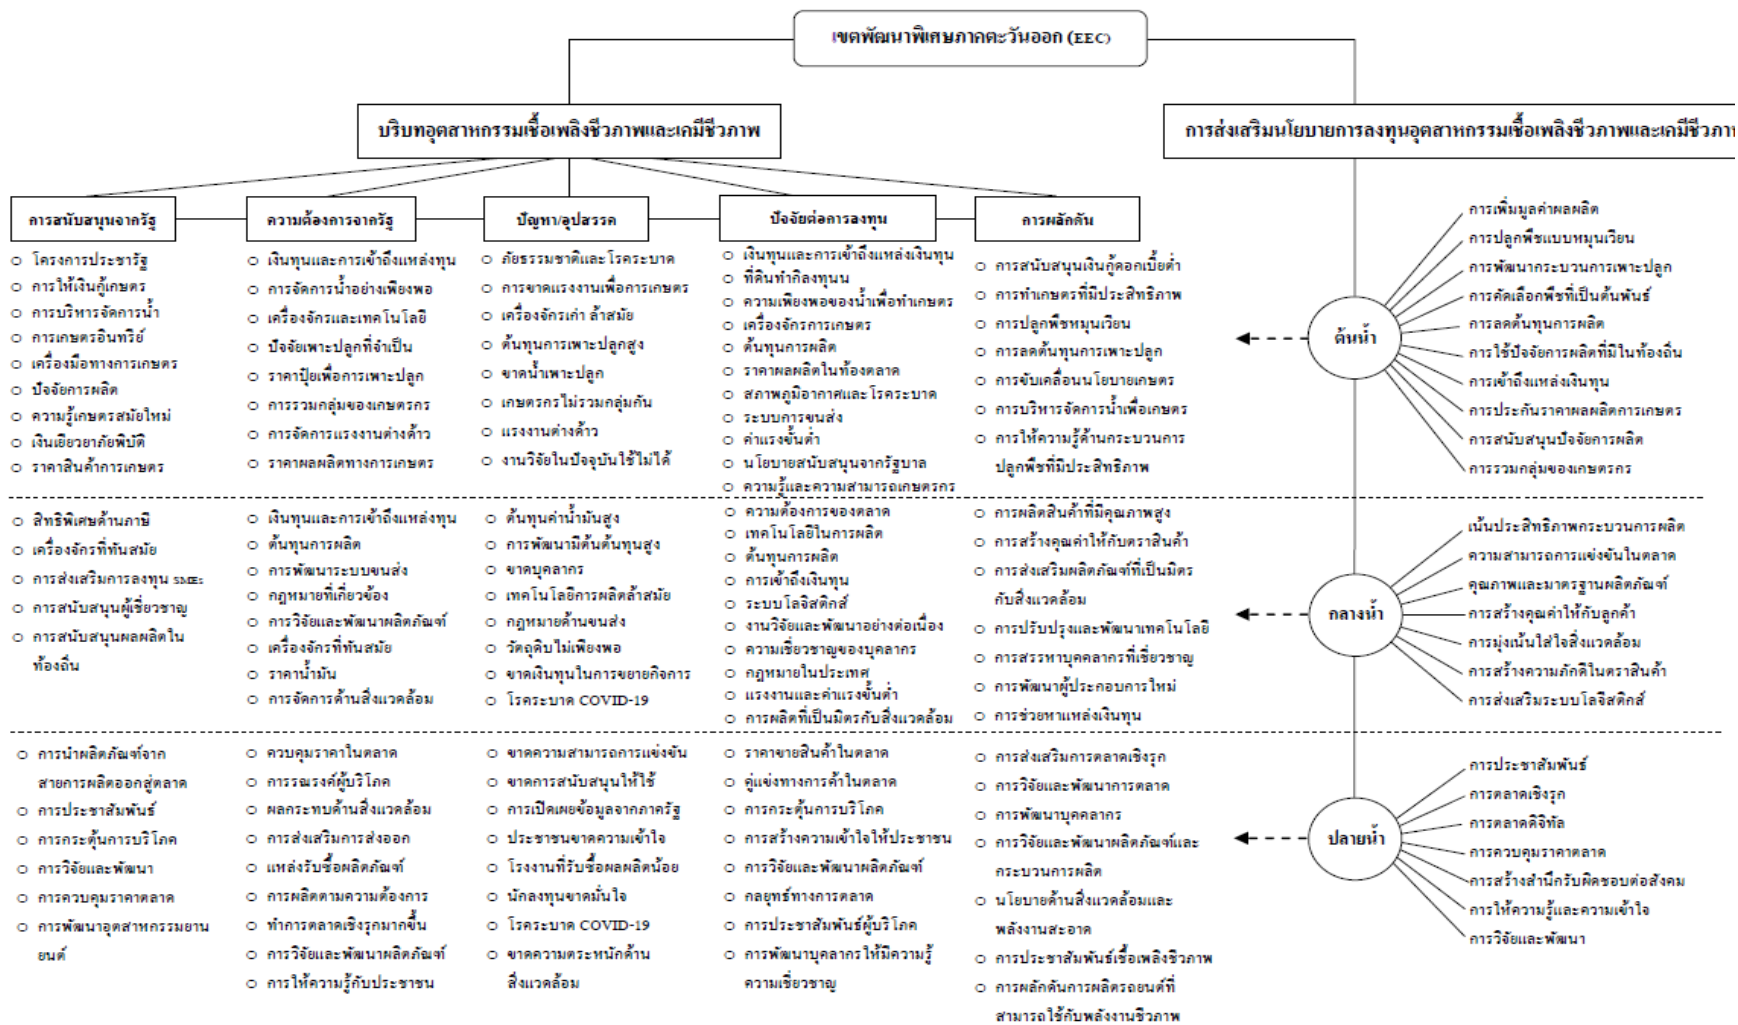 เขตพัฒนาพิเศษภาคตะวันออก (EEC)
บริบทอุตสาหกรรมเชื้อเพลิงชีวภาพและเคมีชีวภาพ
การส่งเสริมนโยบายการลงทุนอุตสาหกรรมเชื้อเพลิงชีวภาพและเคมีชีวภา
การสนับสนุนจากรัฐ
ความต้องการจากรัฐ
ปัญหา/อุปสรรค
ปัจจัยต่อการลงทุน
การผลักดัน
โครงการประชารัฐ
การให้เงินกู้เกษตร
การบริหารจัดการน้ำ
การเกษตรอินทรีย์
เครื่องมือทางการเกษตร
ปัจจัยการผลิต
ความรู้เกษตรสมัยใหม่
เงินเยียวยาภัยพิบัติ
ราคาสินค้าการเกษตร
เงินทุนและการเข้าถึงแหล่งทุน
การจัดการน้ำอย่างเพียงพอ
เครื่องจักรและเทคโนโลยี
ปัจจัยเพาะปลูกที่จำเป็น
ราคาปุ๋ยเพื่อการเพาะปลูก
การรวมกลุ่มของเกษตรกร
การจัดการแรงงานต่างด้าว
ราคาผลผลิตทางการเกษตร
ภัยธรรมชาติและโรคระบาด
การขาดแรงงานเพื่อการเกษตร
เครื่องจักรเก่า ล้าสมัย
ต้นทุนการเพาะปลูกสูง
ขาดน้ำเพาะปลูก
เกษตรกรไม่รวมกลุ่มกัน
แรงงานต่างด้าว
งานวิจัยในปัจจุบันใช้ไม่ได้
เงินทุนและการเข้าถึงแหล่งเงินทุน
ที่ดินทำกิลงทุนน
ความเพียงพอของน้ำเพื่อทำเกษตร
เครื่องจักรการเกษตร
ต้นทุนการผลิต
ราคาผลผลิตในท้องตลาด
สภาพภูมิอากาศและโรคระบาด
ระบบการขนส่ง
ค่าแรงขั้นต่ำ
นโยบายสนับสนุนจากรัฐบาล
ความรู้และความสามารถเกษตรกร
การสนับสนุนเงินกู้ดอกเบี้ยต่ำ
การทำเกษตรที่มีประสิทธิภาพ
การปลูกพืชหมุนเวียน
การลดต้นทุนการเพาะปลูก
การขับเคลื่อนนโยบายเกษตร
การบริหารจัดการน้ำเพื่อเกษตร
การให้ความรู้ด้านกระบวนการ
ปลูกพืชที่มีประสิทธิภาพ
ต้นน้ำ
การเพิ่มมูลค่าผลผลิต
การปลูกพืชแบบหมุนเวียน
การพัฒนากระบวนการเพาะปลูก
การคัดเลือกพืชที่เป็นต้นพันธุ์
การลดต้นทุนการผลิต
การใช้ปัจจัยการผลิตที่มีในท้องถิ่น
การเข้าถึงแหล่งเงินทุน
การประกันราคาผลผลิตการเกษตร
การสนับสนุนปัจจัยการผลิต
การรวมกลุ่มของเกษตรกร
สิทธิพิเศษด้านภาษี
เครื่องจักรที่ทันสมัย
การส่งเสริมการลงทุน SMEs
การสนับสนุนผู้เชี่ยวชาญ
การสนับสนุนผลผลิตใน
ท้องถิ่น
เงินทุนและการเข้าถึงแหล่งทุน
ต้นทุนการผลิต
การพัฒนาระบบขนส่ง
กฎหมายที่เกี่ยวข้อง
การวิจัยและพัฒนาผลิตภัณฑ์
เครื่องจักรที่ทันสมัย
ราคาน้ำมัน
การจัดการด้านสิ่งแวดล้อม
ต้นทุนค่าน้ำมันสูง
การพัฒนามีต้นต้นทุนสูง
ขาดบุคลากร
เทคโนโลยีการผลิตล้าสมัย
กฎหมายด้านขนส่ง
วัตถุดิบไม่เพียงพอ
ขาดเงินทุนในการขยายกิจการ
โรคระบาด COVID-19
ความต้องการของตลาด
เทคโนโลยีในการผลิต
ต้นทุนการผลิต
การเข้าถึงเงินทุน
ระบบโลจิสติกส์
งานวิจัยและพัฒนาอย่างต่อเนื่อง
ความเชี่ยวชาญของบุคลากร
กฎหมายในประเทศ
แรงงานและค่าแรงขั้นต่ำ
การผลิตที่เป็นมิตรกับสิ่งแวดล้อม
การผลิตสินค้าที่มีคุณภาพสูง
การสร้างคุณค่าให้กับตราสินค้า
การส่งเสริมผลิตภัณฑ์ที่เป็นมิตร
กับสิ่งแวดล้อม
การปรับปรุงและพัฒนาเทคโนโลยี
การสรรหาบุคคลากรที่เชี่ยวชาญ
การพัฒนาผู้ประกอบการใหม่
การช่วยหาแหล่งเงินทุน
กลางน้ำ
เน้นประสิทธิภาพกระบวนการผลิต
ความสามารถการแข่งขันในตลาด
คุณภาพและมาตรฐานผลิตภัณฑ์
การสร้างคุณค่าให้กับลูกค้า
การมุ่งเน้นใส่ใจสิ่งแวดล้อม
การสร้างความภักดีในตราสินค้า
การส่งเสริมระบบโลจิสติกส์
การนำผลิตภัณฑ์จาก
สายการผลิตออกสู่ตลาด
การประชาสัมพันธ์
การกระตุ้นการบริโภค
การวิจัยและพัฒนา
การควบคุมราคาตลาด
การพัฒนาอุตสาหกรรมยาน
ยนต์
ควบคุมราคาในตลาด
การรณรงค์ผู้บริโภค
ผลกระทบด้านสิ่งแวดล้อม
การส่งเสริมการส่งออก
แหล่งรับซื้อผลิตภัณฑ์
การผลิตตามความต้องการ
ทำการตลาดเชิงรุกมากขึ้น
การวิจัยและพัฒนาผลิตภัณฑ์
การให้ความรู้กับประชาชน
ขาดความสามารถการแข่งขัน
ขาดการสนับสนุนให้ใช้
การเปิดเผยข้อมูลจากภาครัฐ
ประชาชนขาดความเข้าใจ
โรงงานที่รับซื้อผลผลิตน้อย
นักลงทุนขาดมั่นใจ
โรคระบาด COVID-19
ขาดความตระหนักด้าน
สิ่งแวดล้อม
ราคาขายสินค้าในตลาด
คู่แข่งทางการค้าในตลาด
การกระตุ้นการบริโภค
การสร้างความเข้าใจให้ประชาชน
การวิจัยและพัฒนาผลิตภัณฑ์
กลยุทธ์ทางการตลาด
การประชาสัมพันธ์ผู้บริโภค
การพัฒนาบุคลากรให้มีความรู้
ความเชี่ยวชาญ
การส่งเสริมการตลาดเชิงรุก
การวิจัยและพัฒนาการตลาด
การพัฒนาบุคคลากร
การวิจัยและพัฒนาผลิตภัณฑ์และ
กระบวนการผลิต
นโยบายด้านสิ่งแวดล้อมและ
พลังงานสะอาด
การประชาสัมพันธ์เชื้อเพลิงชีวภาพ
การผลักดันการผลิตรถยนต์ที่
สามารถใช้กับพลังงานชีวภาพ
ปลายน้ำ
การประชาสัมพันธ์
การตลาดเชิงรุก
การตลาดดิจิทัล
การควบคุมราคาตลาด
การสร้างสำนึกรับผิดชอบต่อสังคม
การให้ความรู้และความเข้าใจ
การวิจัยและพัฒนา